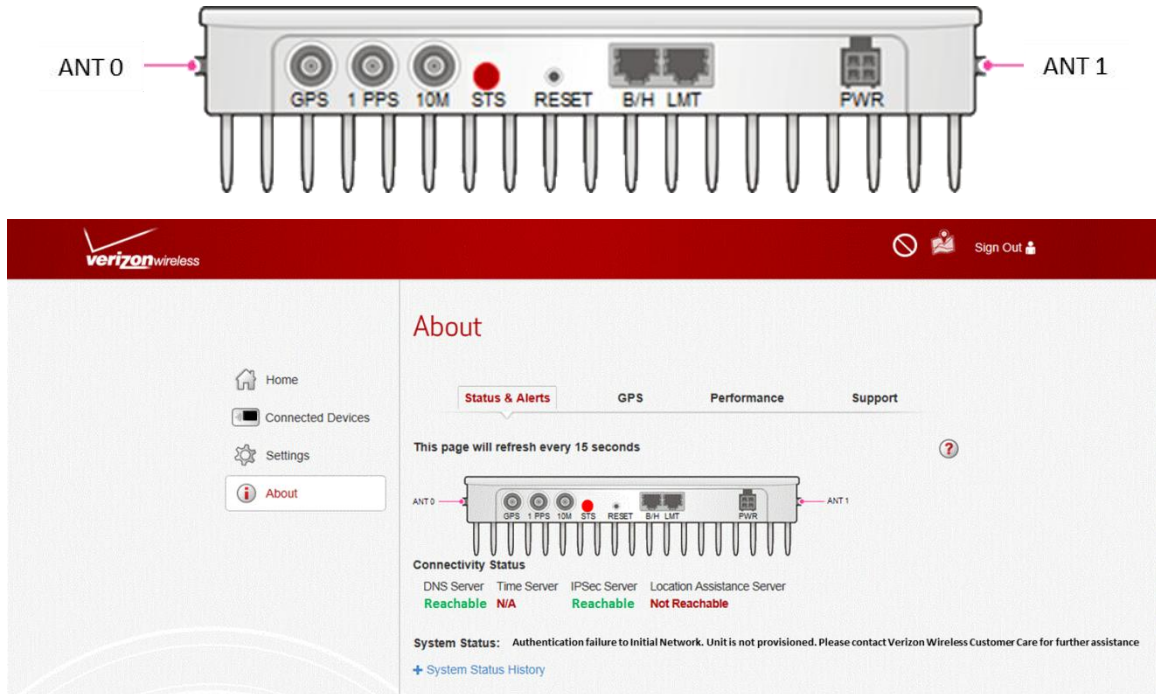 ANT 0
ANT 1
GPS 1 PPS 10M STS RESET B/H LMT PWR
verizonwireless
Sign Out
About
Home
Connected Devices
Settings
About
Status & Alerts GPS Performance Support
This page will refresh every 15 seconds
?
ANT 0
ANT 1
GPS 1 PPS 10M STS RESET B/H LMT PWR
Connectivity Status
DNS Server Time Server IPSec Server Location Assistance Server
Reachable N/A Reachable Not Reachable
System Status: Authentication failure to Initial Network. Unit is not provisioned. Please contact Verizon Wireless Customer Care for further assistance
+ System Status History